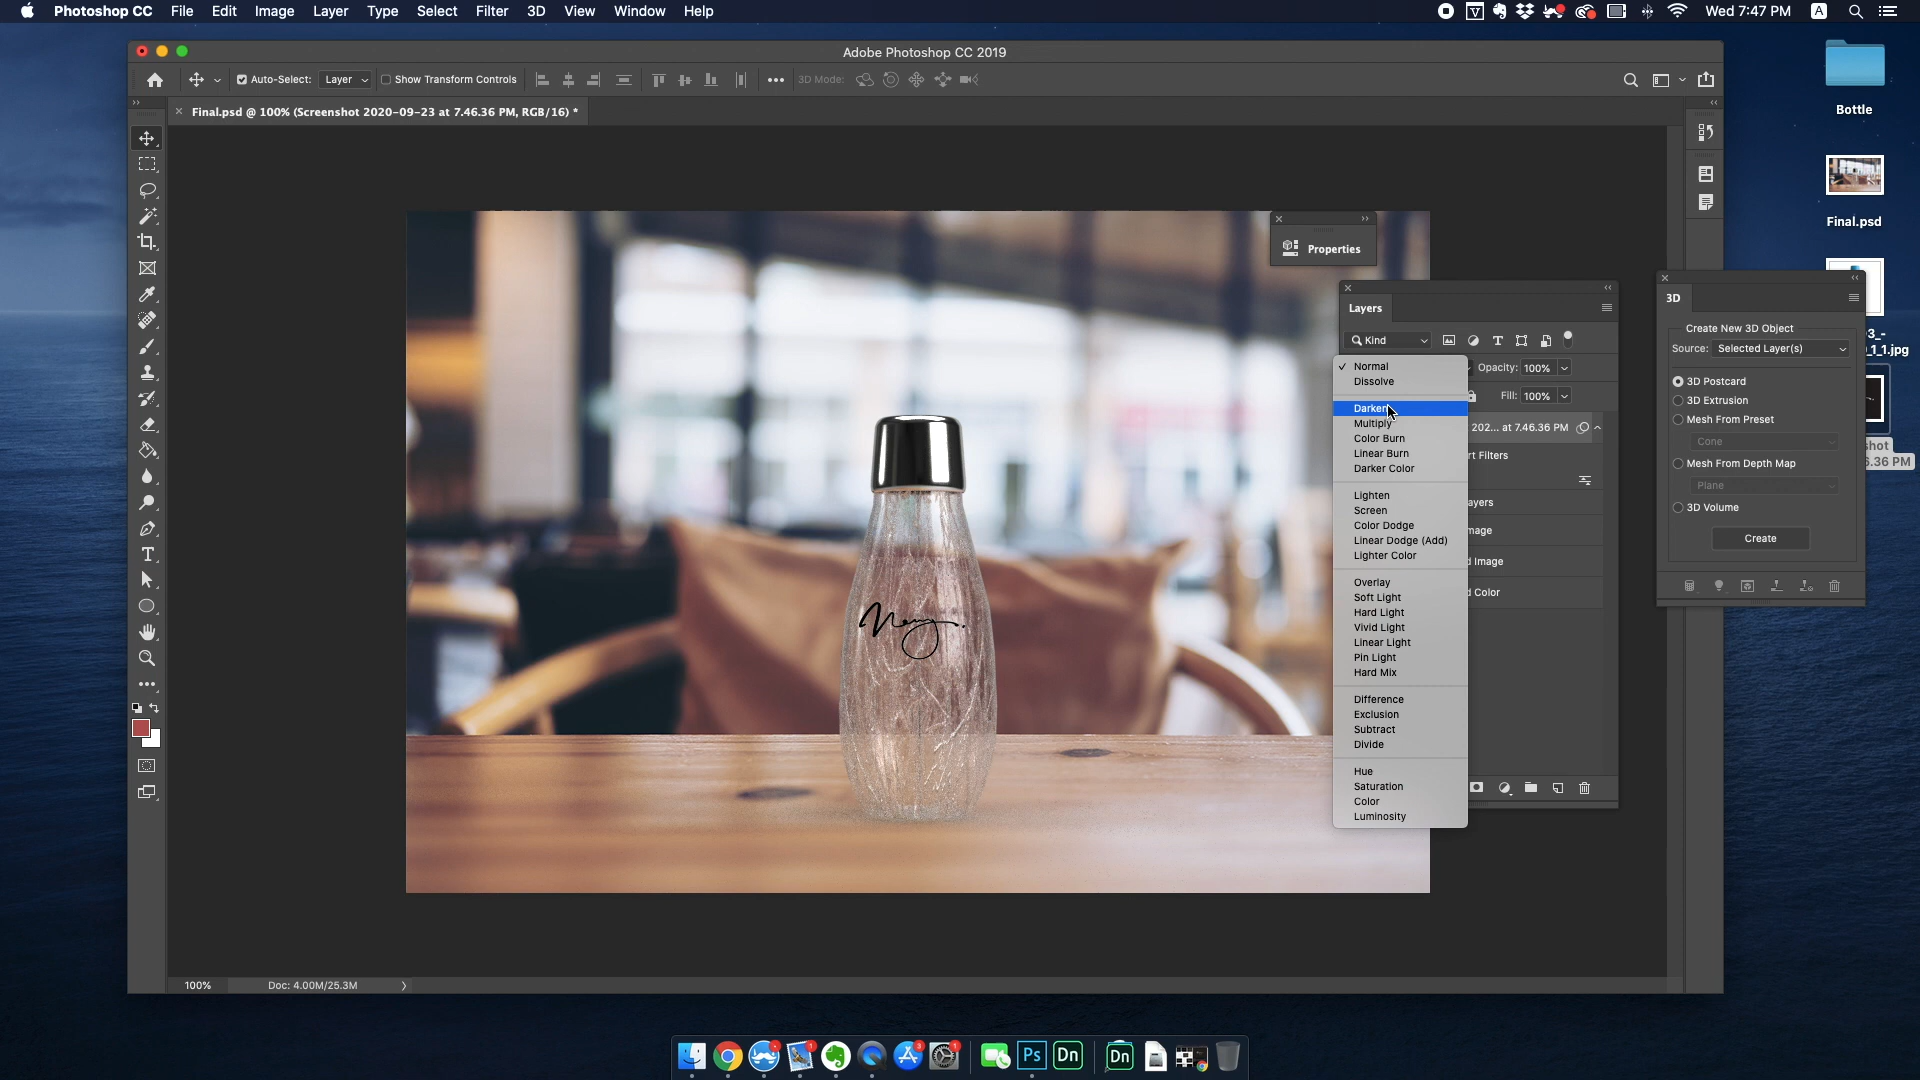 Photoshop CC File Edit Image Layer Type Select Filter 3D View Window Help
Wed 7:47 PM A
Adobe Photoshop CC 2019
Auto-Select: Layer Show Transform Controls 3D Mode:
Final.psd @ 100% (Screenshot 2020-09-23 at 7.46.36 PM, RGB/16) *
Bottle
Final.psd
3_-
_1_1.jpg
shot
6.36 PM
Properties
Layers
Kind
Opacity: 100%
Fill: 100%
202... at 7.46.36 PM
rt Filters
ayers
mage
d Image
d Color
✓ Normal
Dissolve
Darken
Multiply
Color Burn
Linear Burn
Darker Color
Lighten
Screen
Color Dodge
Linear Dodge (Add)
Lighter Color
Overlay
Soft Light
Hard Light
Vivid Light
Linear Light
Pin Light
Hard Mix
Difference
Exclusion
Subtract
Divide
Hue
Saturation
Color
Luminosity
3D
Create New 3D Object
Source: Selected Layer(s)
3D Postcard
3D Extrusion
Mesh From Preset
Cone
Mesh From Depth Map
Plane
3D Volume
Create
100% Doc: 4.00M/25.3M
3 1 1
Ps Dn Dn